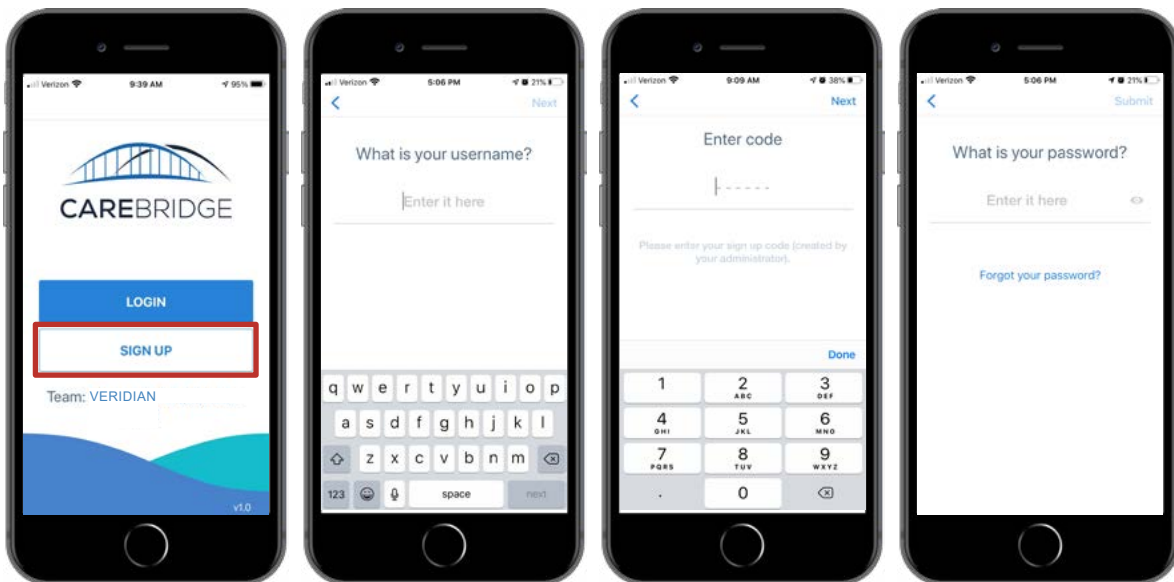 Verizon 9:39 AM 95%
CAREBRIDGE
LOGIN
SIGN UP
Team: VERIDIAN
v1.0
Verizon 5:06 PM 21%
Next
What is your username?
Enter it here
q w e r t y u i o p
a s d f g h j k l
z x c v b n m
123 space next
Verizon 9:09 AM 38%
Next
Enter code
- - - - - -
Please enter your sign up code (created by
your administrator).
Done
1 2 3
ABC DEF
4 5 6
GHI JKL MNO
7 8 9
PQRS TUV WXYZ
. 0
Verizon 5:06 PM 21%
Submit
What is your password?
Enter it here
Forgot your password?